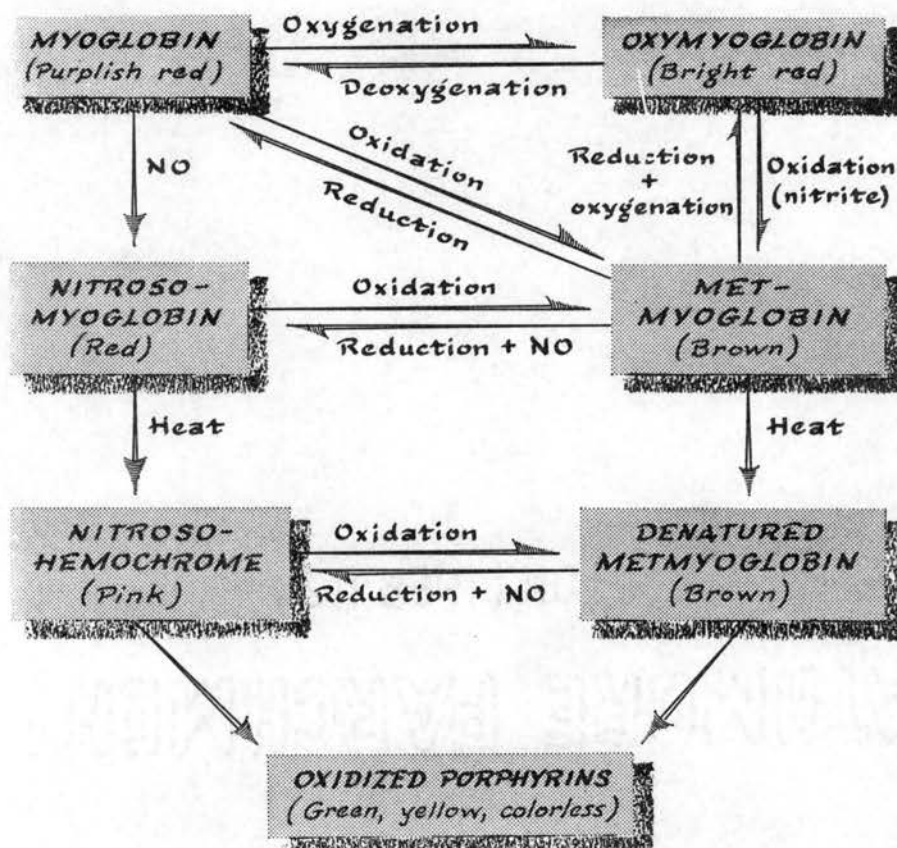 MYOGLOBIN
(Purplish red)
Oxygenation
Deoxygenation
OXYMYOGLOBIN
(Bright red)
NO
Oxidation
Reduction
Reduction
+
oxygenation
Oxidation
(nitrite)
NITROSO-
MYOGLOBIN
(Red)
Oxidation
Reduction + NO
MET-
MYOGLOBIN
(Brown)
Heat
Heat
NITROSO-
HEMOCHROME
(Pink)
Oxidation
Reduction + NO
DENATURED
METMYOGLOBIN
(Brown)
OXIDIZED PORPHYRINS
(Green, yellow, colorless)